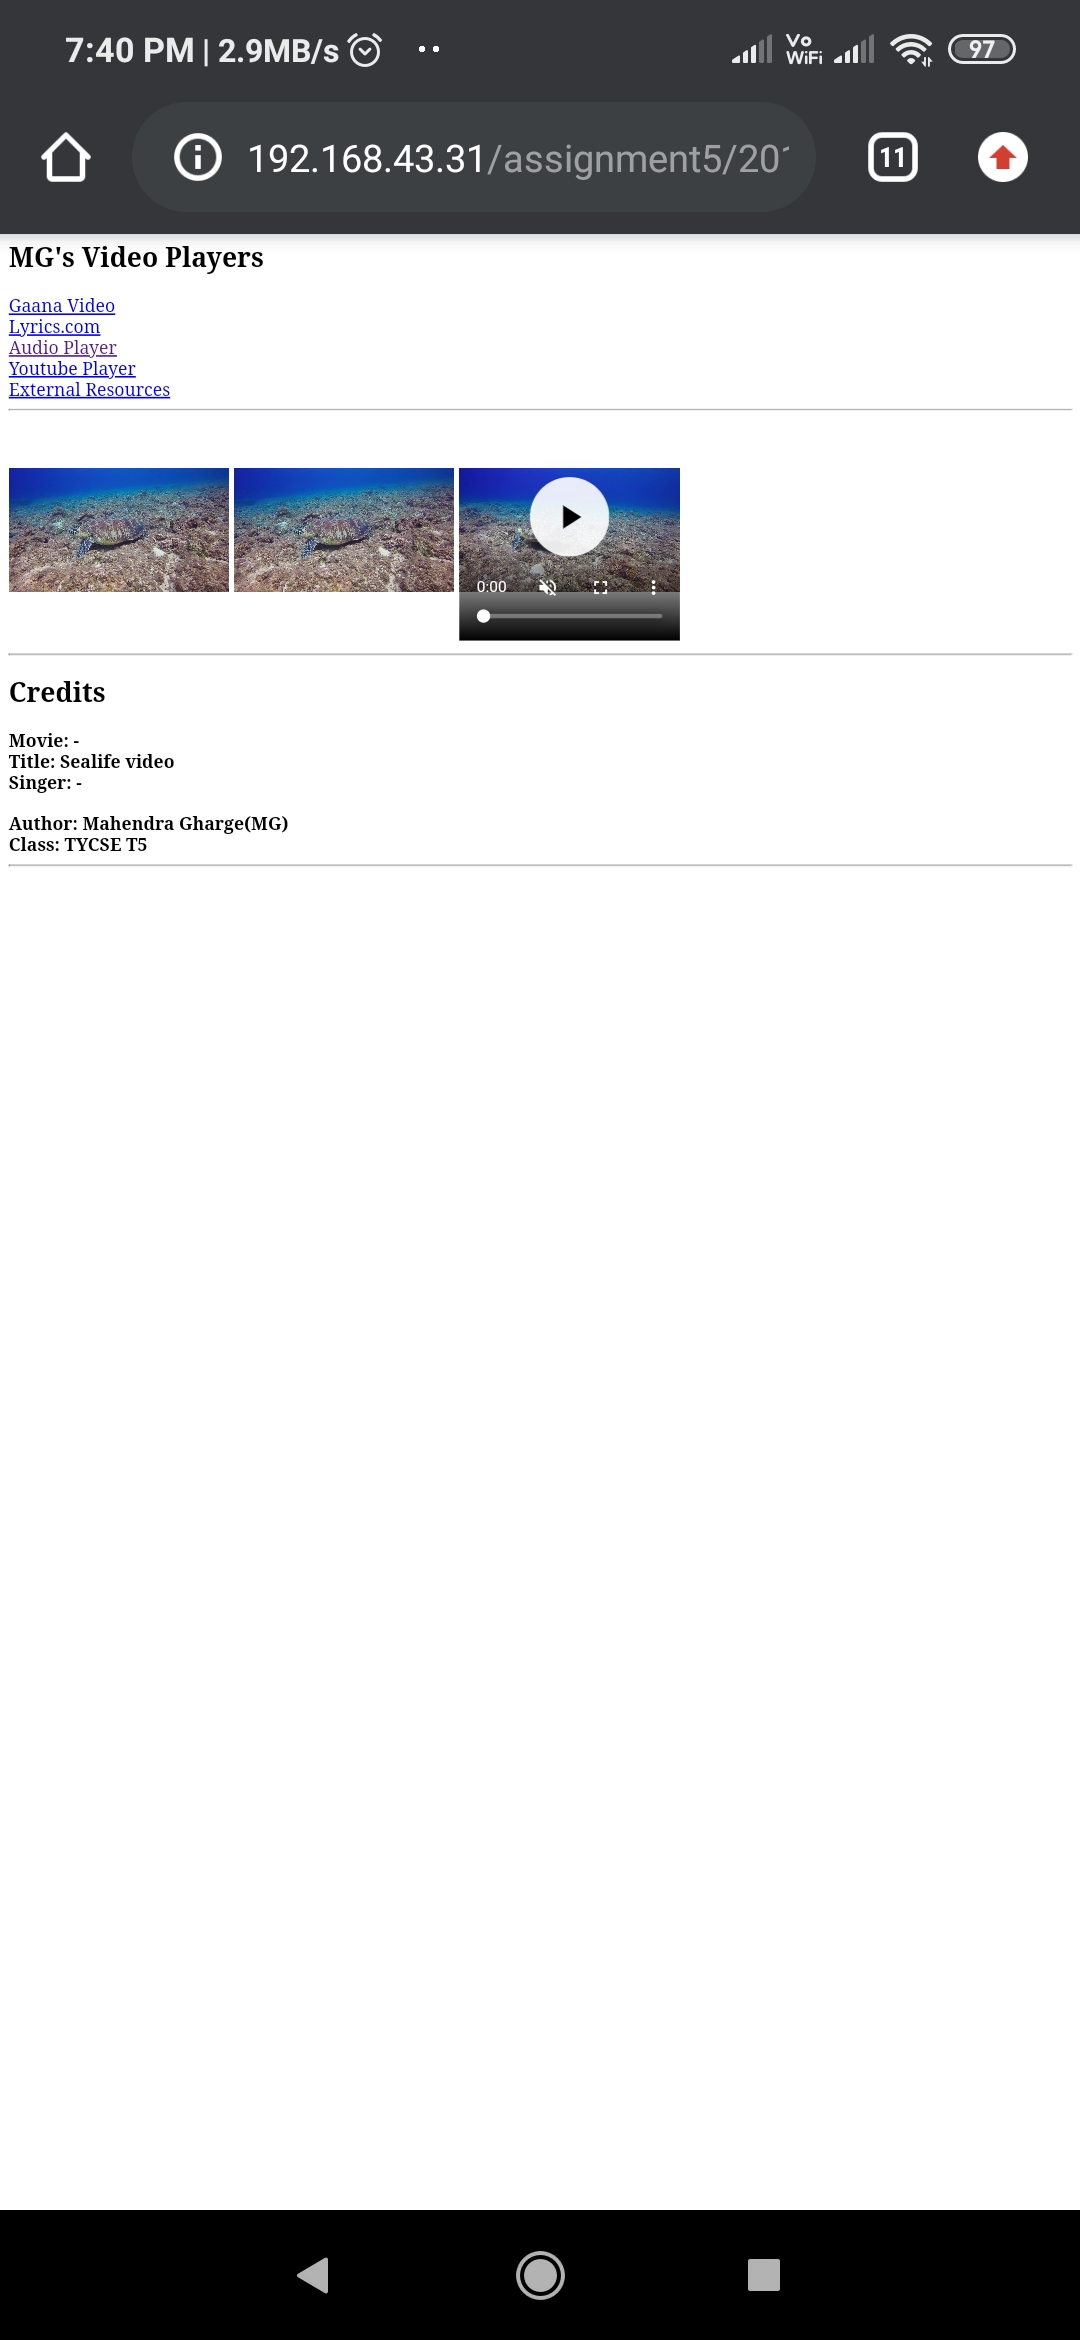 7:40 PM | 2.9MB/s
Vo
WiFi
97
192.168.43.31/assignment5/20
11
MG's Video Players
Gaana Video
Lyrics.com
Audio Player
Youtube Player
External Resources
0:00
Credits
Movie: -
Title: Sealife video
Singer: -
Author: Mahendra Gharge(MG)
Class: TYCSE T5